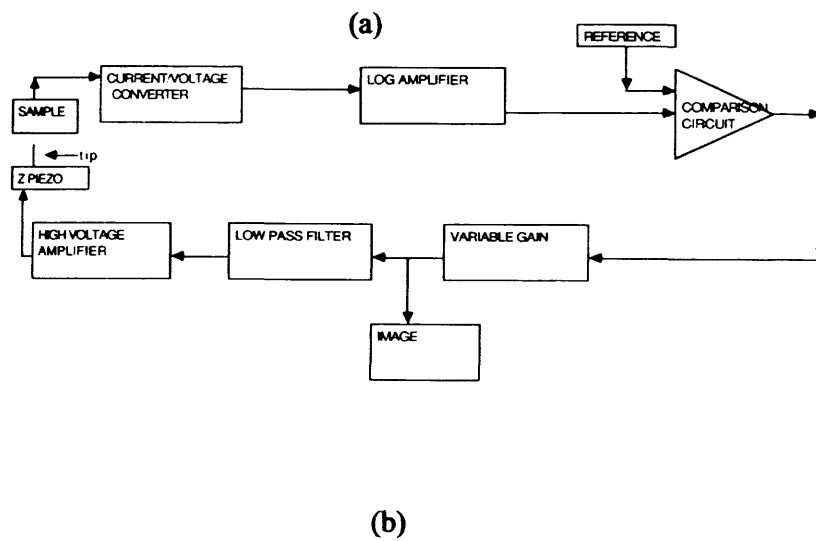 (a)
REFERENCE
CURRENT/VOLTAGE
CONVERTER
LOG AMPLIFIER
COMPARISON
CIRCUIT
SAMPLE
tip
Z PIEZO
HIGH VOLTAGE
AMPLIFIER
LOW PASS FILTER
VARIABLE GAIN
IMAGE
(b)